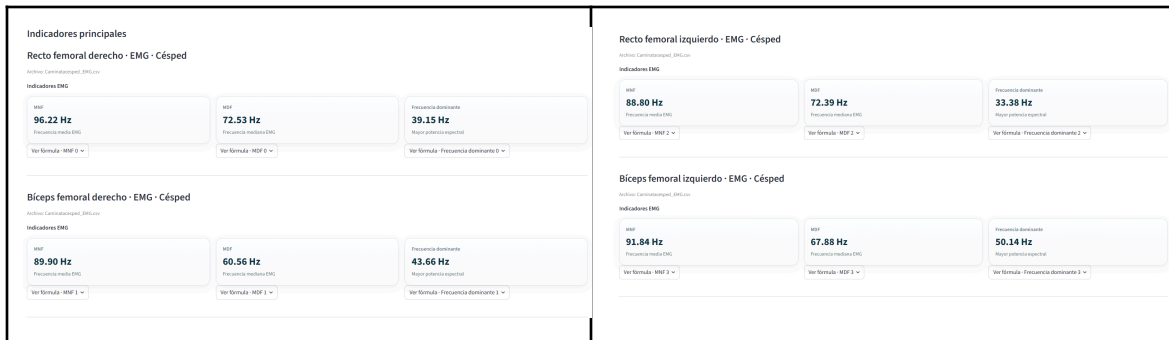 Indicadores principales
Recto femoral derecho · EMG · Césped
Archivo: Caminatacesped_EMG.csv
Indicadores EMG
MNF
96.22 Hz
Frecuencia media EMG
Ver fórmula · MNF 0
MDF
72.53 Hz
Frecuencia mediana EMG
Ver fórmula · MDF 0
Frecuencia dominante
39.15 Hz
Mayor potencia espectral
Ver fórmula · Frecuencia dominante 0
Bíceps femoral derecho · EMG · Césped
Archivo: Caminatacesped_EMG.csv
Indicadores EMG
MNF
89.90 Hz
Frecuencia media EMG
Ver fórmula · MNF 1
MDF
60.56 Hz
Frecuencia mediana EMG
Ver fórmula · MDF 1
Frecuencia dominante
43.66 Hz
Mayor potencia espectral
Ver fórmula · Frecuencia dominante 1
Recto femoral izquierdo · EMG · Césped
Archivo: Caminatacesped_EMG.csv
Indicadores EMG
MNF
88.80 Hz
Frecuencia media EMG
Ver fórmula · MNF 2
MDF
72.39 Hz
Frecuencia mediana EMG
Ver fórmula · MDF 2
Frecuencia dominante
33.38 Hz
Mayor potencia espectral
Ver fórmula · Frecuencia dominante 2
Bíceps femoral izquierdo · EMG · Césped
Archivo: Caminatacesped_EMG.csv
Indicadores EMG
MNF
91.84 Hz
Frecuencia media EMG
Ver fórmula · MNF 3
MDF
67.88 Hz
Frecuencia mediana EMG
Ver fórmula · MDF 3
Frecuencia dominante
50.14 Hz
Mayor potencia espectral
Ver fórmula · Frecuencia dominante 3